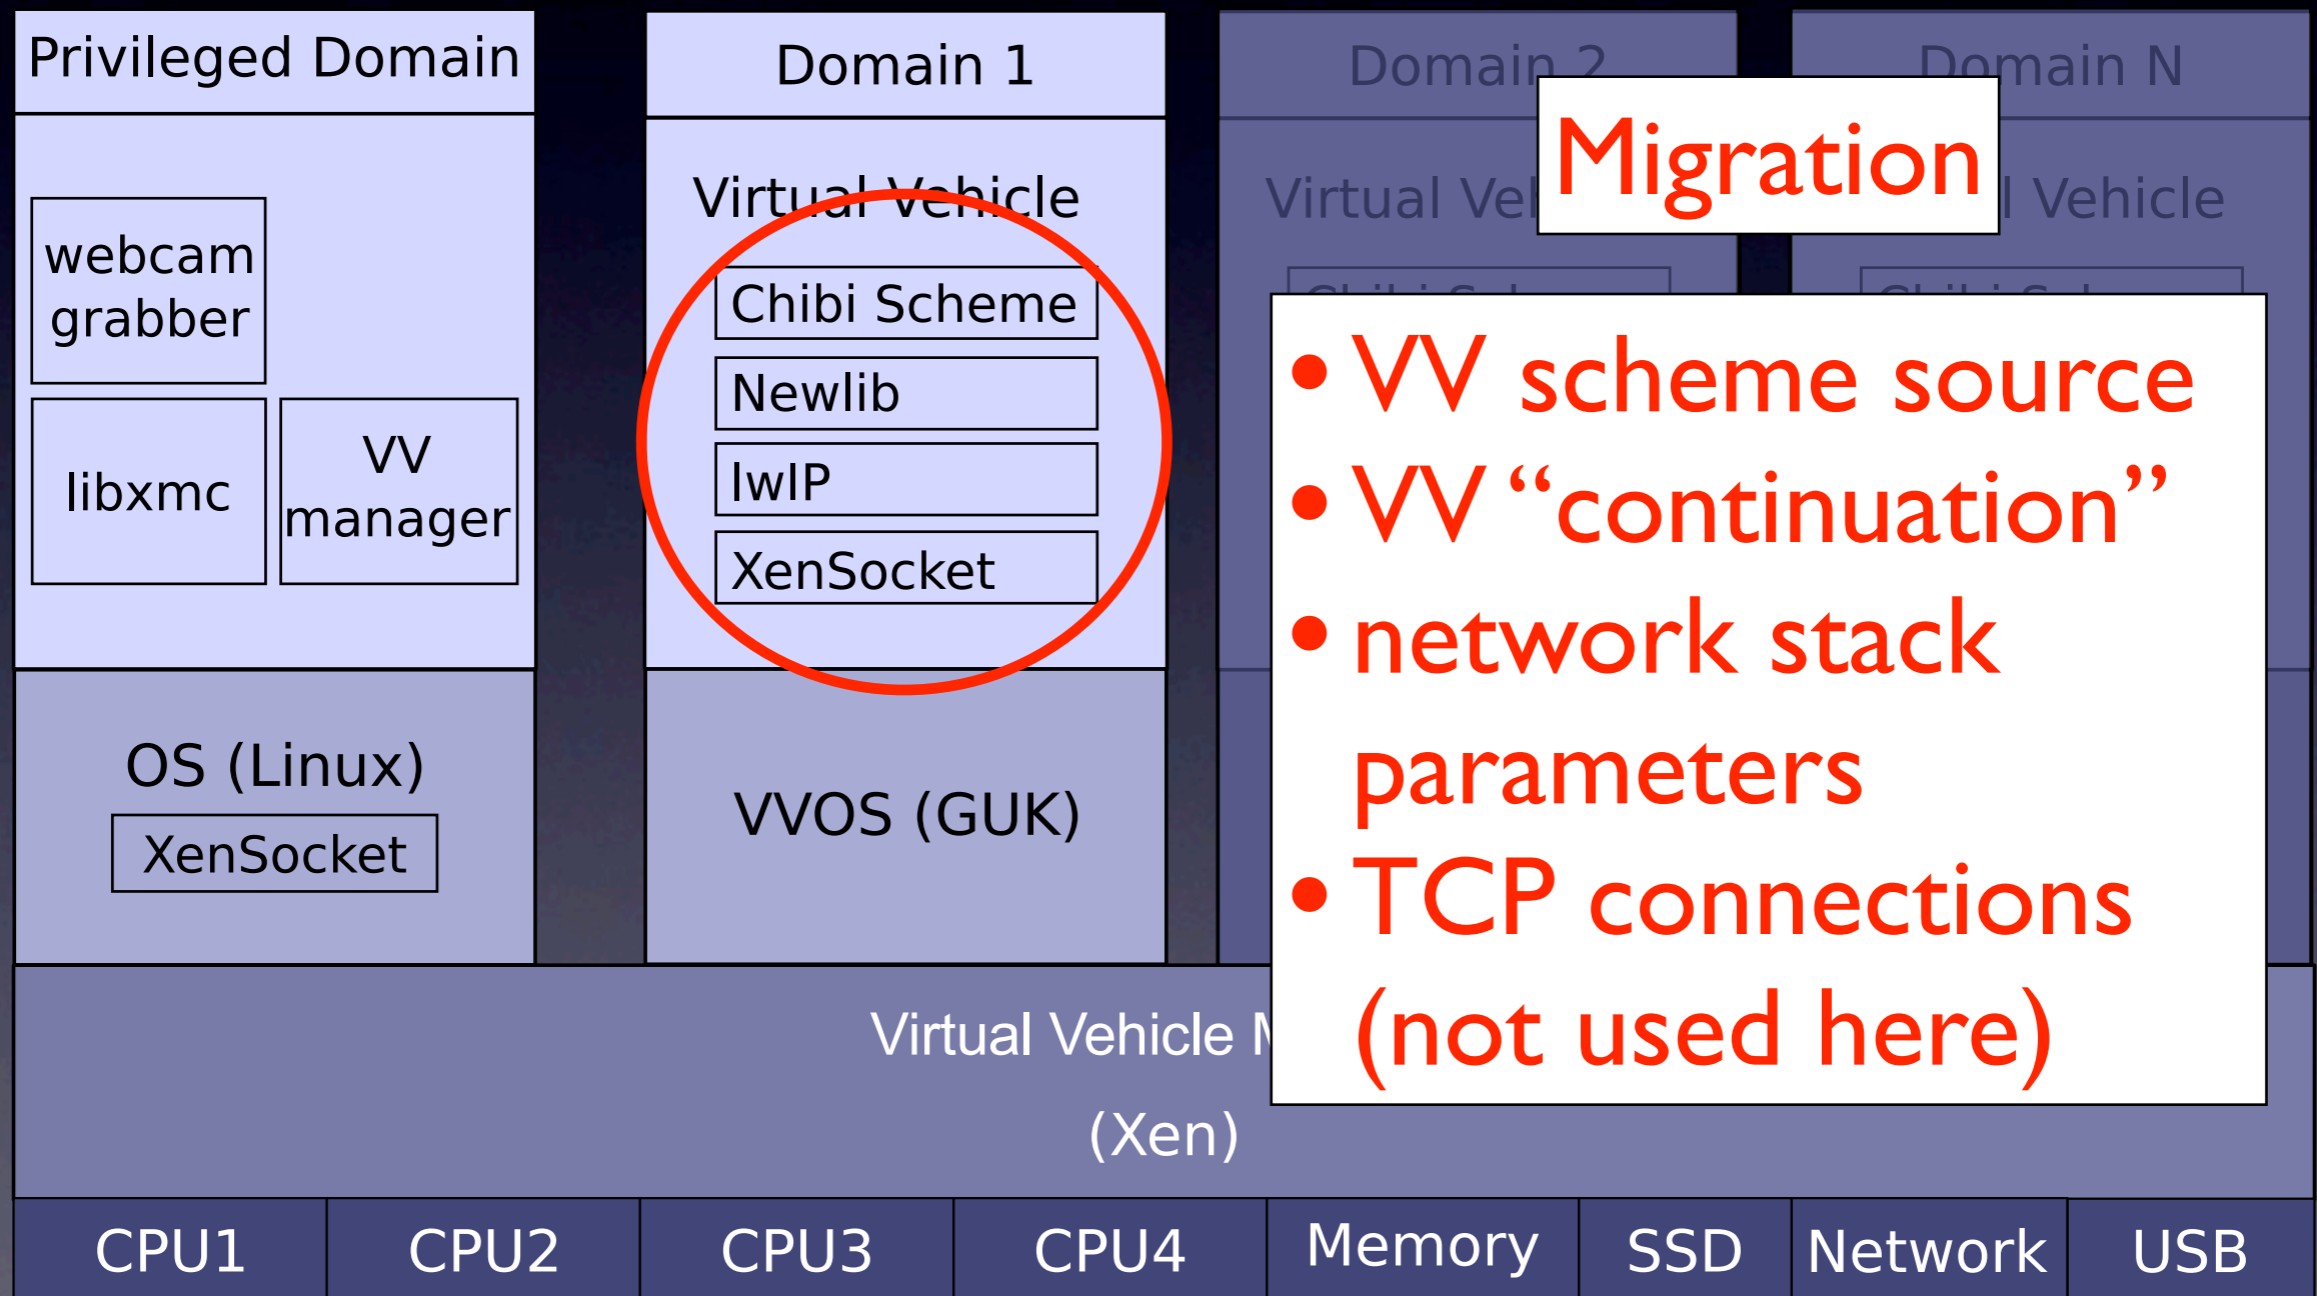 Privileged Domain
webcam
grabber
libxmc
VV
manager
OS (Linux)
XenSocket
Domain 1
Virtual Vehicle
Chibi Scheme
Newlib
lwIP
XenSocket
VVOS (GUK)
Domain 2
Virtual
Domain N
Vehicle
Migration
• VV scheme source
• VV “continuation”
• network stack
parameters
• TCP connections
(not used here)
Virtual Vehicle
(Xen)
CPU1
CPU2
CPU3
CPU4
Memory
SSD
Network
USB